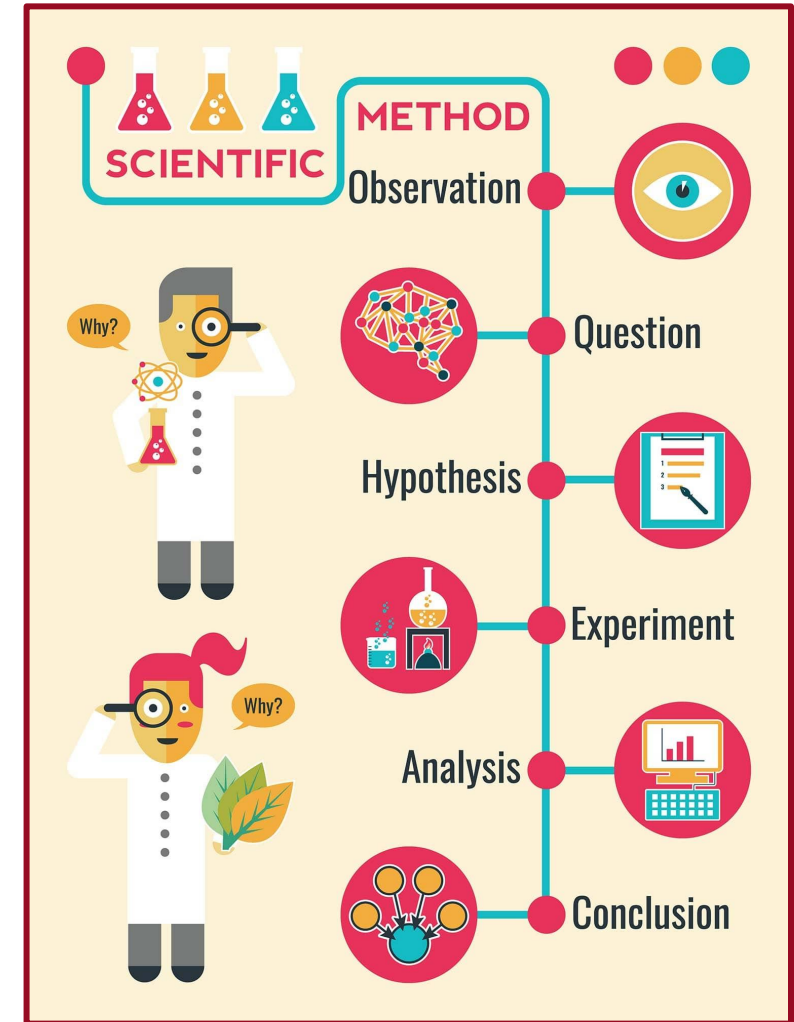 METHOD
SCIENTIFIC
Observation
Why?
Question
Hypothesis
1
2
3
Experiment
Why?
Analysis
Conclusion